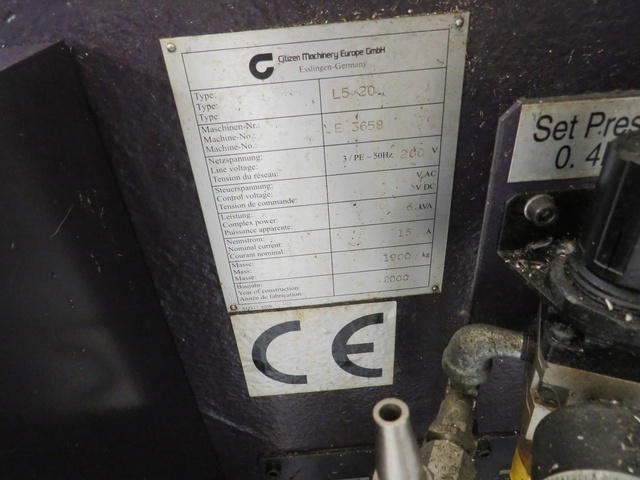 Citizen Machinery Europe GmbH
Esslingen-Germany
Type:
Type: L5-20
Type:
Maschinen-Nr.:
Machine-No.: LE 3659
Machine-No.:
Netzspannung:
Line voltage: 3 / PE – 50Hz 200 V
Tension du réseau:
Steuerspannung: V AC
Control voltage: V DC
Tension de commande:
Leistung:
Complex power: 6 kVA
Puissance apparente:
Nennstrom:
Nominal current: 15 A
Courant nominal:
Masse:
Mass: 1900 kg
Masse:
Baujahr:
Year of construction: 2000
Année de fabrication:
CE
Set Pres
0. 4